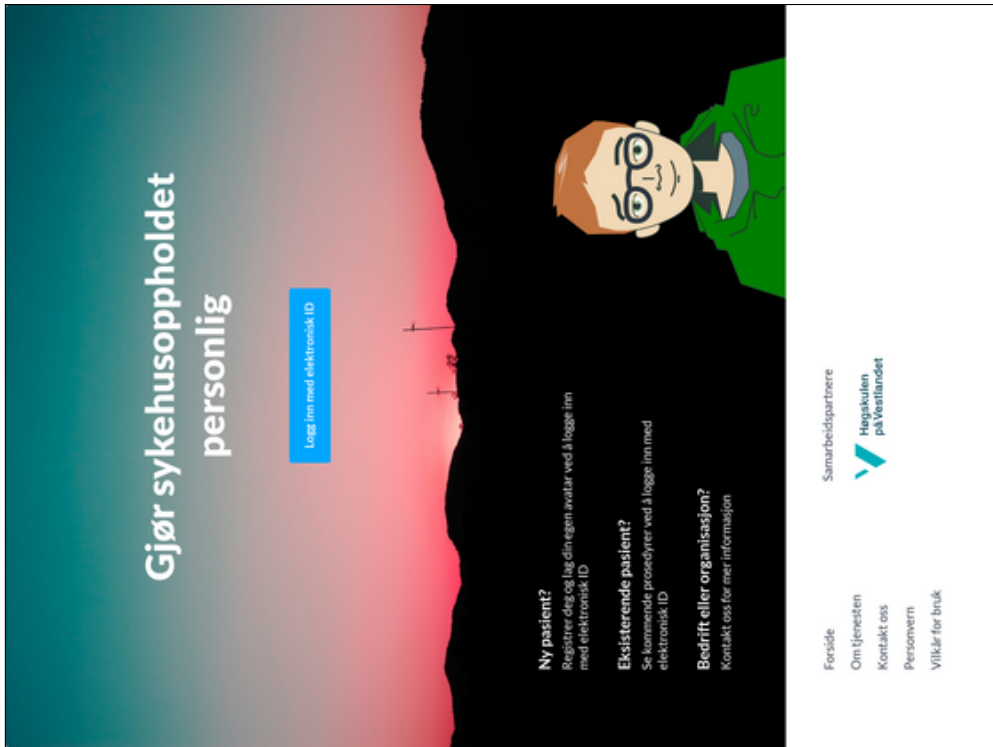 Gjør sykehusoppholdet
personlig
Logg inn med elektronisk ID
Ny pasient?
Registrer deg og lag din egen avatar ved å logge inn
med elektronisk ID
Eksisterende pasient?
Se kommende prosedyrer ved å logge inn med
elektronisk ID
Bedrift eller organisasjon?
Kontakt oss for mer informasjon
Forside
Om tjenesten
Kontakt oss
Personvern
Vilkår for bruk
Samarbeidspartnere
Høgskulen
på Vestlandet